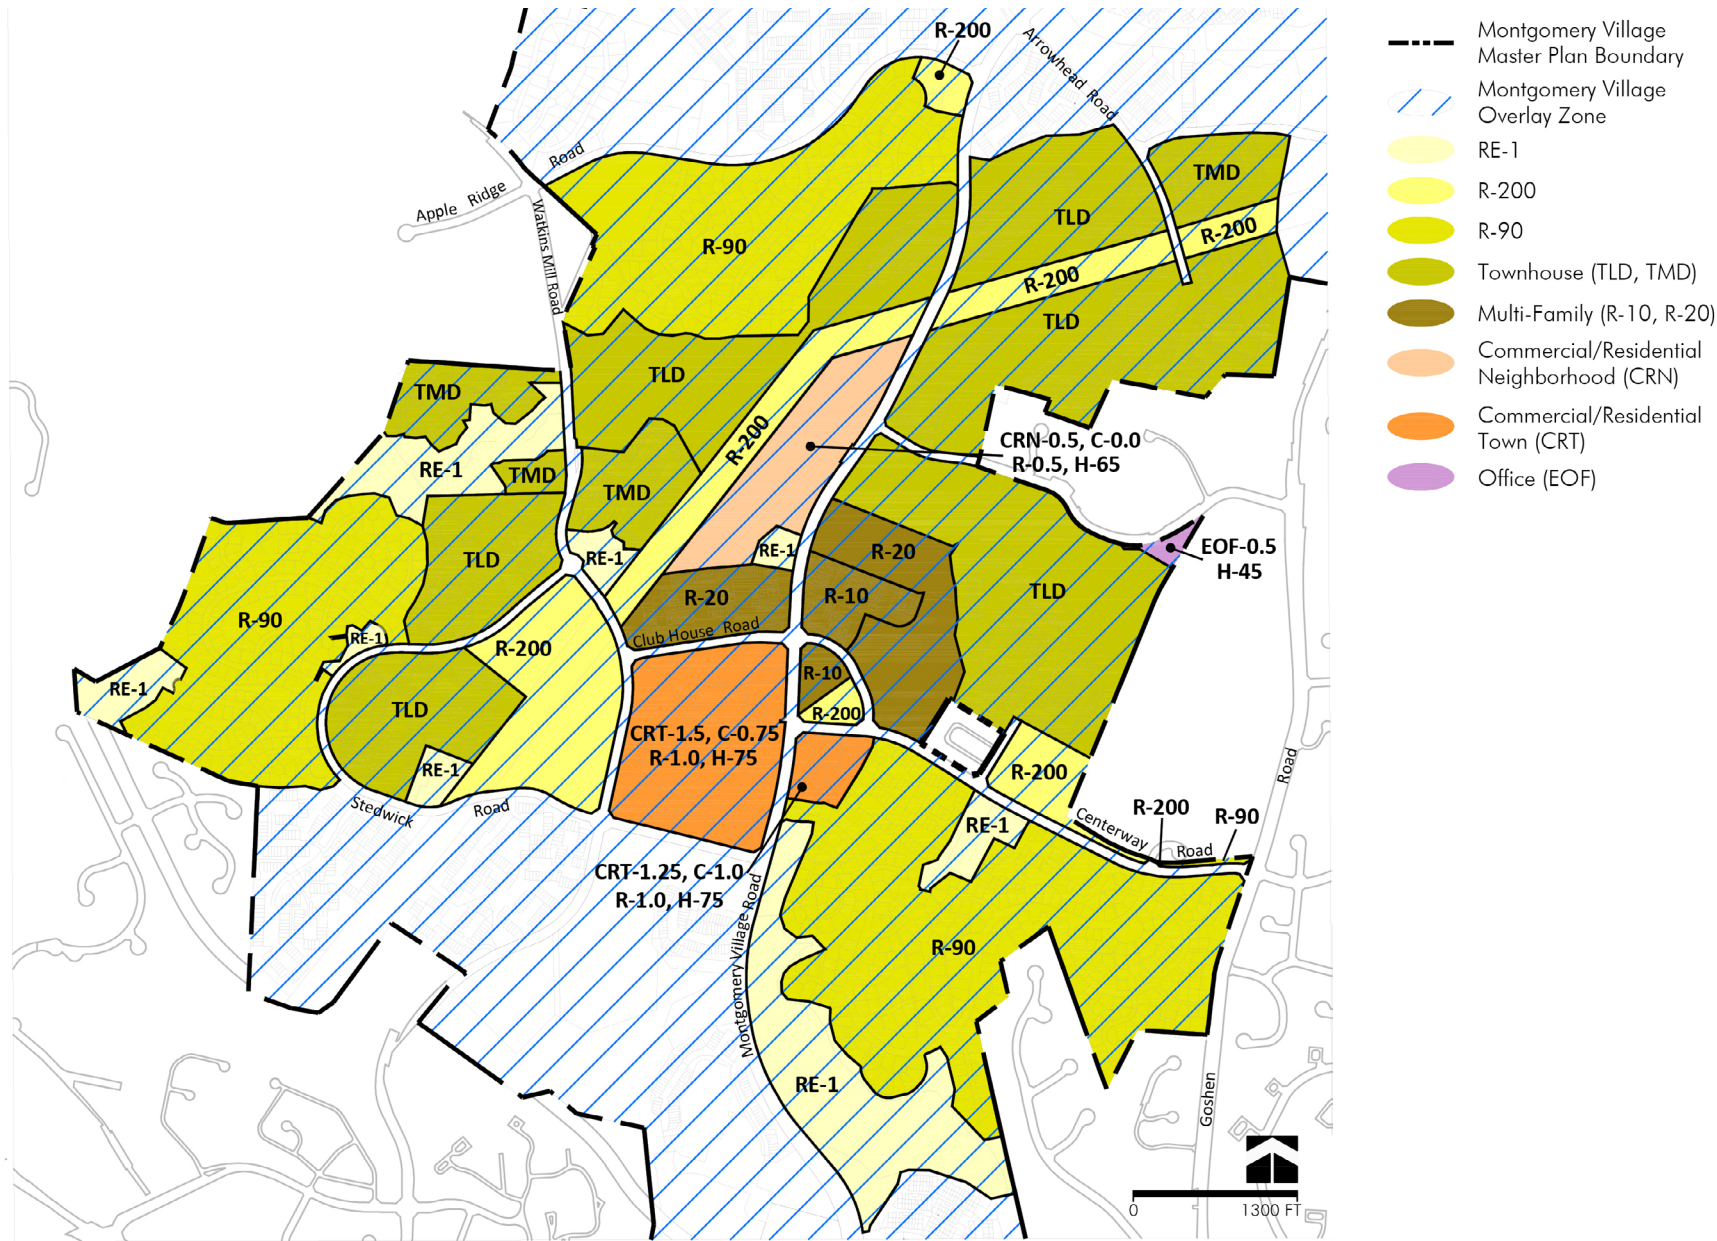 R-200
Arrowhead Road
Road
Apple Ridge
Watkins Mill Road
R-90
TLD
TMD
R-200
R-200
TLD
TLD
TMD
R-200
CRN-0.5, C-0.0
R-0.5, H-65
RE-1
TMD
TMD
TLD
RE-1
RE-1
R-20
EOF-0.5
H-45
TLD
R-20
R-10
R-90
RE-1
R-200
Club House Road
RE-1
TLD
R-10
R-200
CRT-1.5, C-0.75
R-1.0, H-75
RE-1
R-200
Stedwick Road
RE-1
Centerway Road
R-200
R-90
CRT-1.25, C-1.0
R-1.0, H-75
Montgomery Village Road
R-90
RE-1
Goshen Road
0 1300 FT
Montgomery Village
Master Plan Boundary
Montgomery Village
Overlay Zone
RE-1
R-200
R-90
Townhouse (TLD, TMD)
Multi-Family (R-10, R-20)
Commercial/Residential
Neighborhood (CRN)
Commercial/Residential
Town (CRT)
Office (EOF)